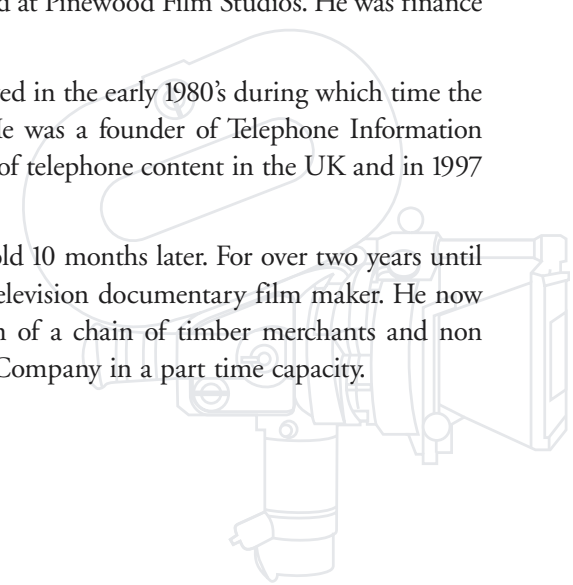 d at Pinewood Film Studios. He was finance
ed in the early 1980's during which time the
He was a founder of Telephone Information
of telephone content in the UK and in 1997
old 10 months later. For over two years until
elevision documentary film maker. He now
n of a chain of timber merchants and non
Company in a part time capacity.